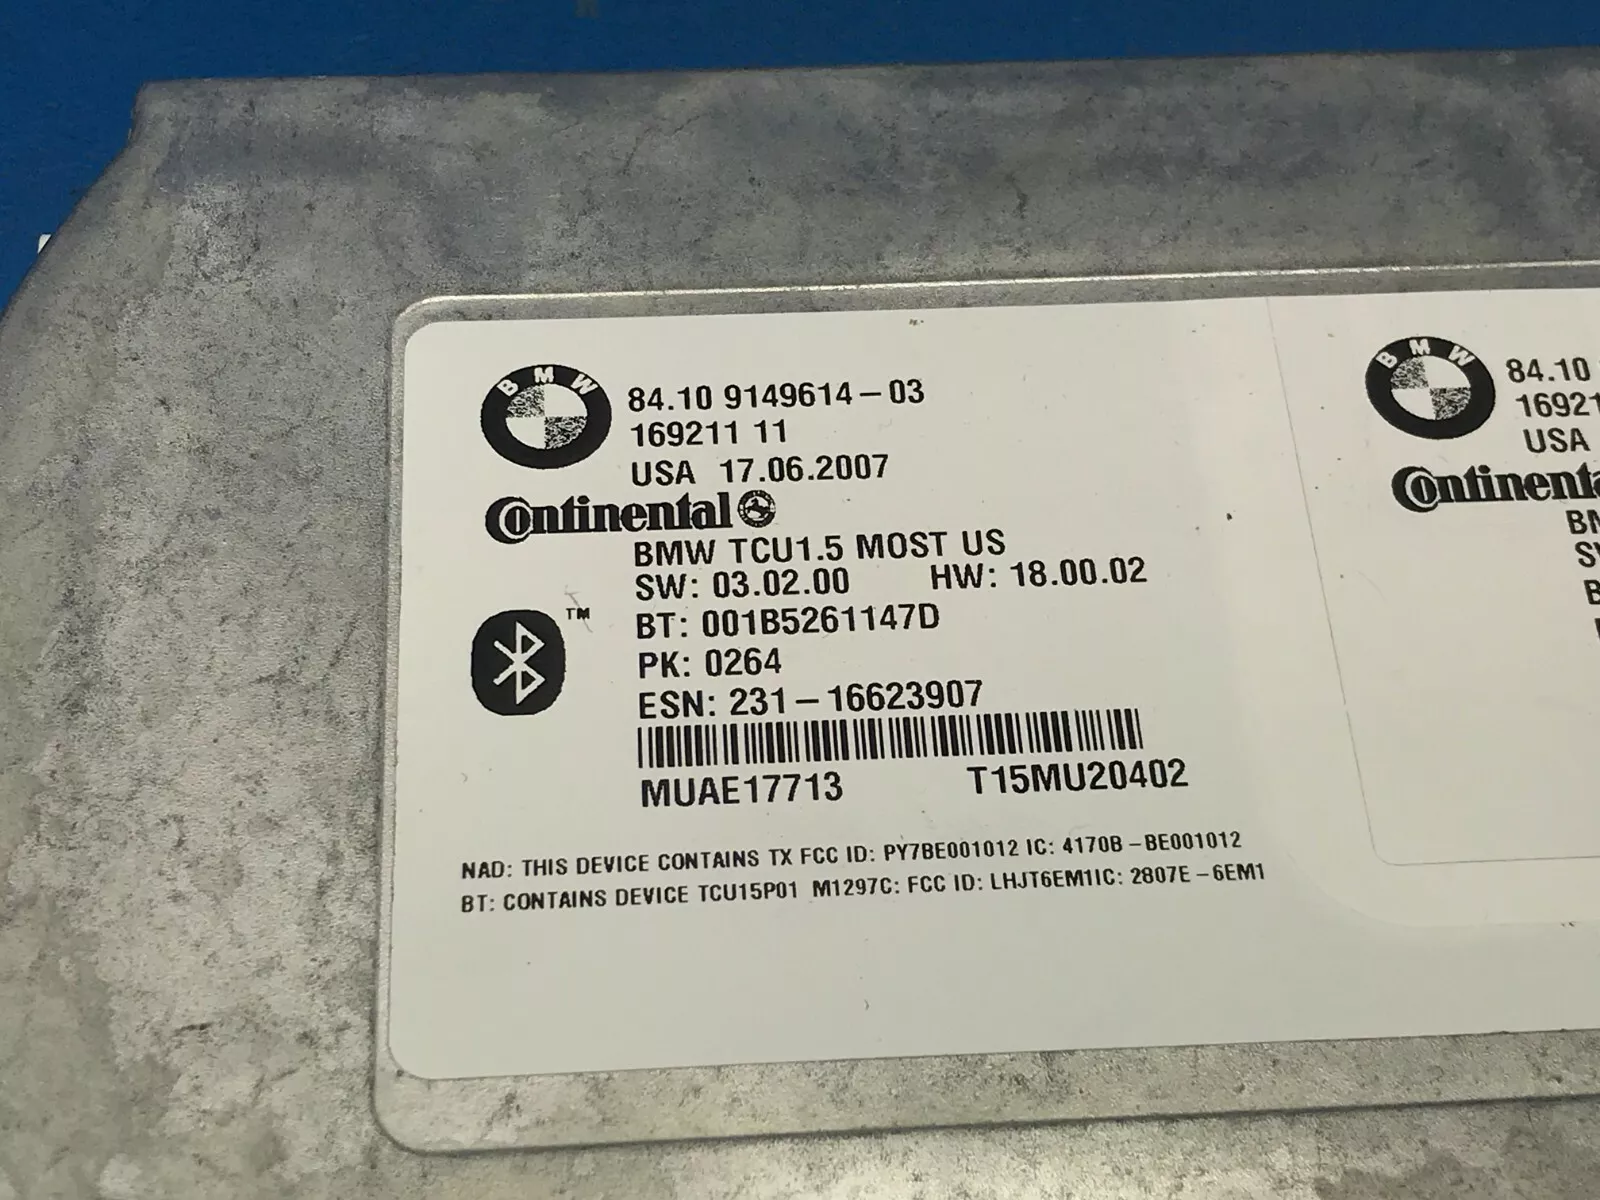 BMW
84.10 9149614-03
169211 11
USA 17.06.2007
Continental
BMW TCU1.5 MOST US
SW: 03.02.00 HW: 18.00.02
TM
BT: 001B5261147D
PK: 0264
ESN: 231-16623907
MUAE17713 T15MU20402
NAD: THIS DEVICE CONTAINS TX FCC ID: PY7BE001012 IC: 4170B-BE001012
BT: CONTAINS DEVICE TCU15P01 M1297C: FCC ID: LHJT6EM1IC: 2807E-6EM1
BMW
84.10
16921
USA
Continenta